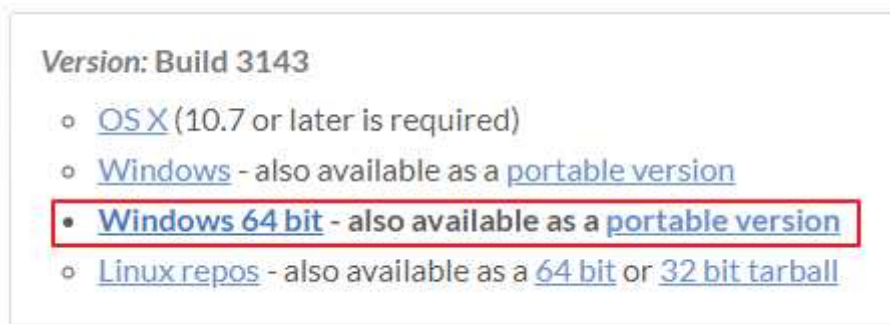 Version: Build 3143
OS X (10.7 or later is required)
Windows - also available as a portable version
Windows 64 bit - also available as a portable version
Linux repos - also available as a 64 bit or 32 bit tarball